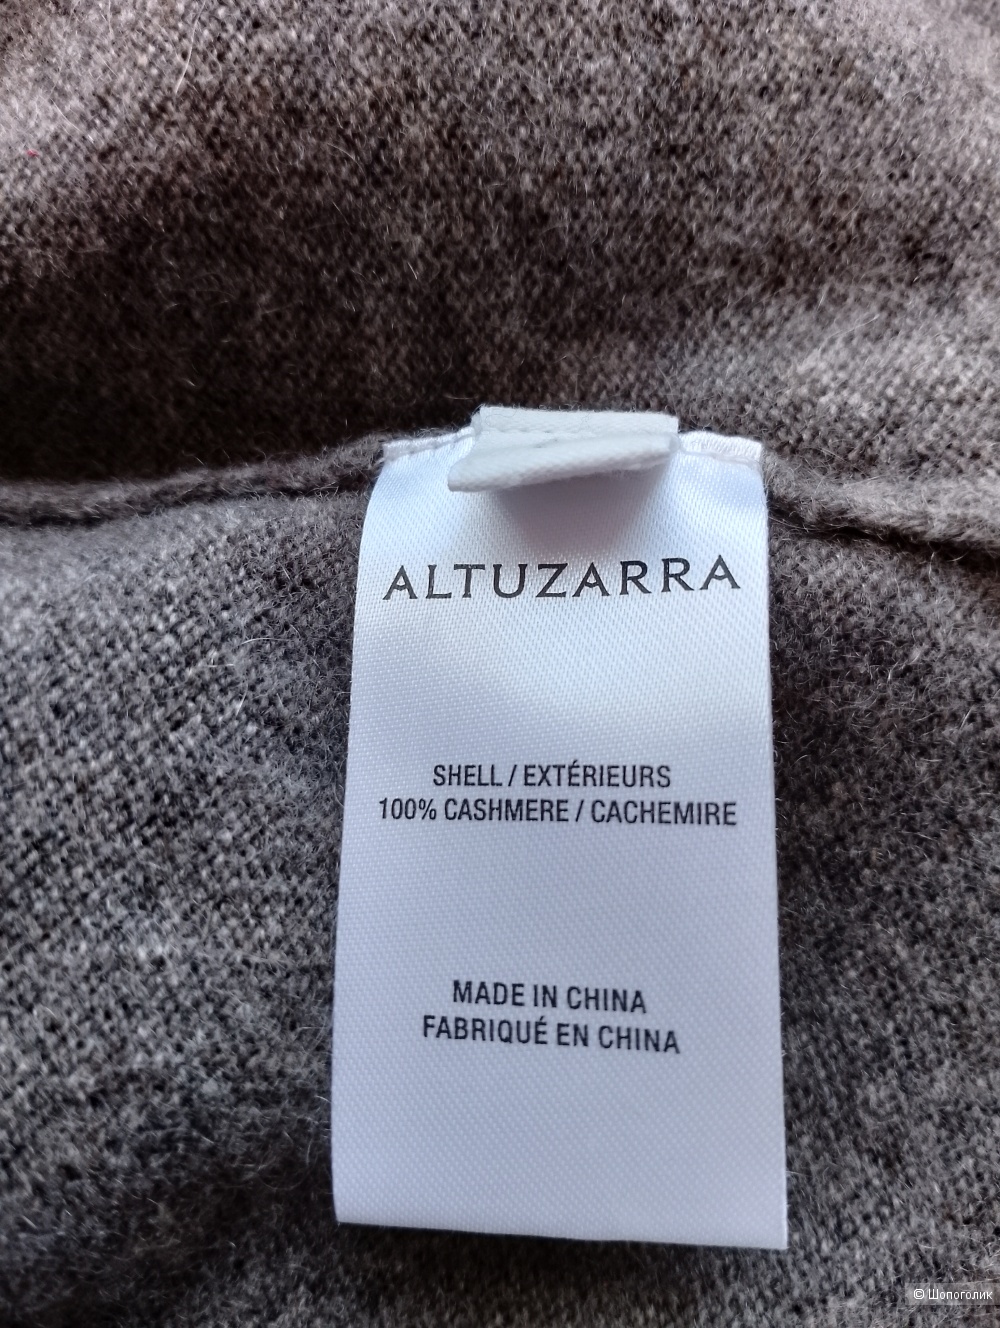 ALTUZARRA
SHELL / EXTÉRIEURS
100% CASHMERE / CACHEMIRE
MADE IN CHINA
FABRIQUÉ EN CHINA
© Шопоголик